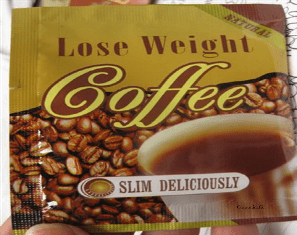 NATURAL
Lose Weight
Coffee
SLIM DELICIOUSLY